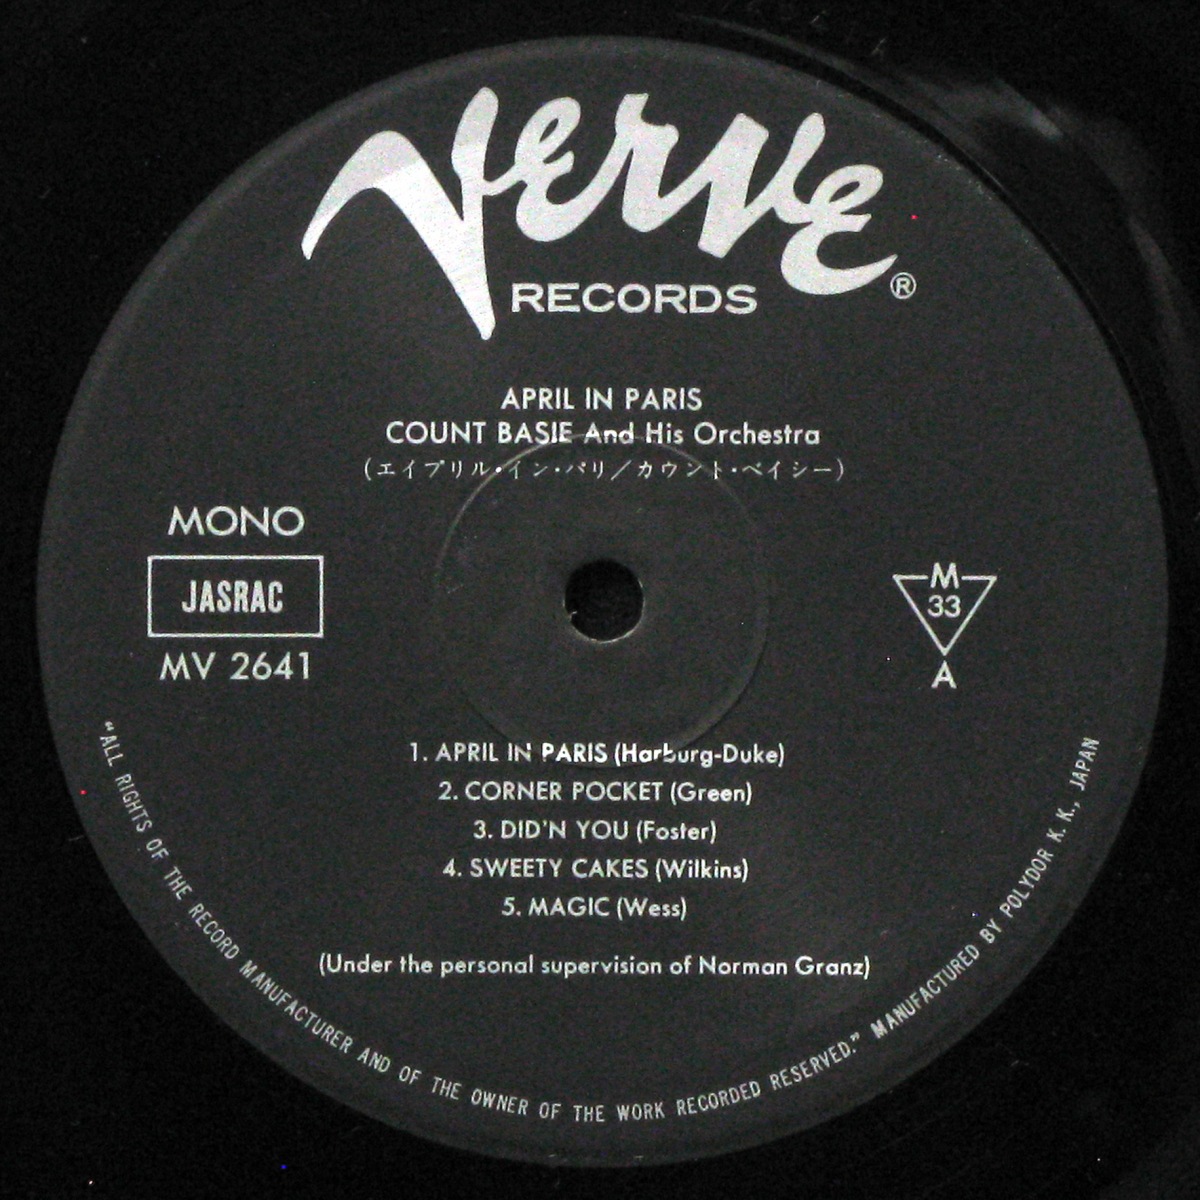 Verve
RECORDS®
APRIL IN PARIS
COUNT BASIE And His Orchestra
(エイプリル・イン・パリ／カウント・ベイシー)
MONO
JASRAC
MV 2641
M
33
A
1. APRIL IN PARIS (Harburg-Duke)
2. CORNER POCKET (Green)
3. DID'N YOU (Foster)
4. SWEETY CAKES (Wilkins)
5. MAGIC (Wess)
(Under the personal supervision of Norman Granz)
"ALL RIGHTS OF THE RECORD MANUFACTURER AND OF THE OWNER OF THE WORK RECORDED RESERVED." MANUFACTURED BY POLYDOR K. K., JAPAN